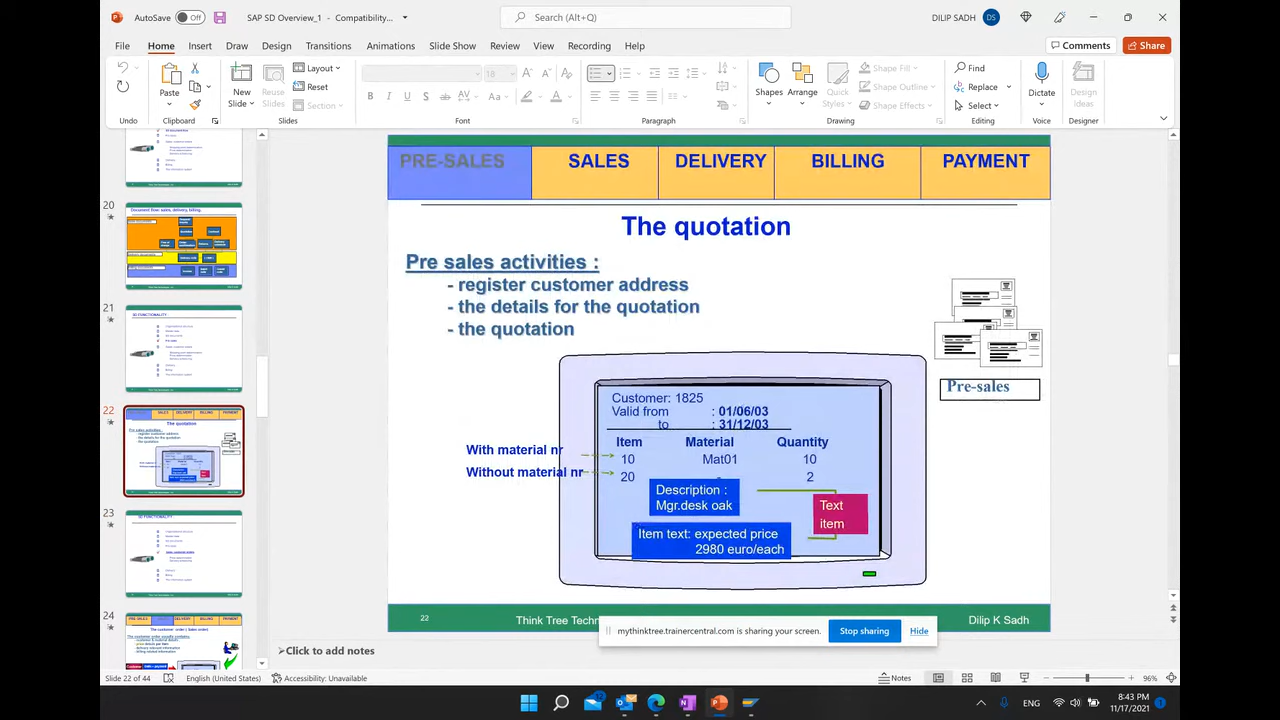 AutoSave Off SAP SD Overview_1 - Compatibility... Search (Alt+Q) DILIP SADH DS
File Home Insert Draw Design Transitions Animations Slide Show Review View Recording Help Comments Share
Paste New Slide Reuse Slides Layout Reset Section 18 Shapes Arrange Quick Styles Shape Fill Shape Outline Shape Effects Find Replace Select Dictate Design Ideas
Undo Clipboard Slides Font Paragraph Drawing Editing Voice Designer
20
21
22
23
24
PRE-SALES SALES DELIVERY BILLING PAYMENT
The quotation
Pre sales activities :
- register customer address
- the details for the quotation
- the quotation
Pre-sales
Customer: 1825
Valid from : 01/06/03
to : 31/12/03
Item Material Quantity
With material nr 10 Mat01 10
Without material nr 20 - 2
Description :
Mgr.desk oak
Text
item
Item text: expected price
2980 euro/each
22 Think Tree Dilip K Sadh
is sharing your screen. Stop sharing Hide
Click to add notes
Slide 22 of 44 English (United States) Accessibility: Unavailable Notes 96%
ENG 8:43 PM
11/17/2021